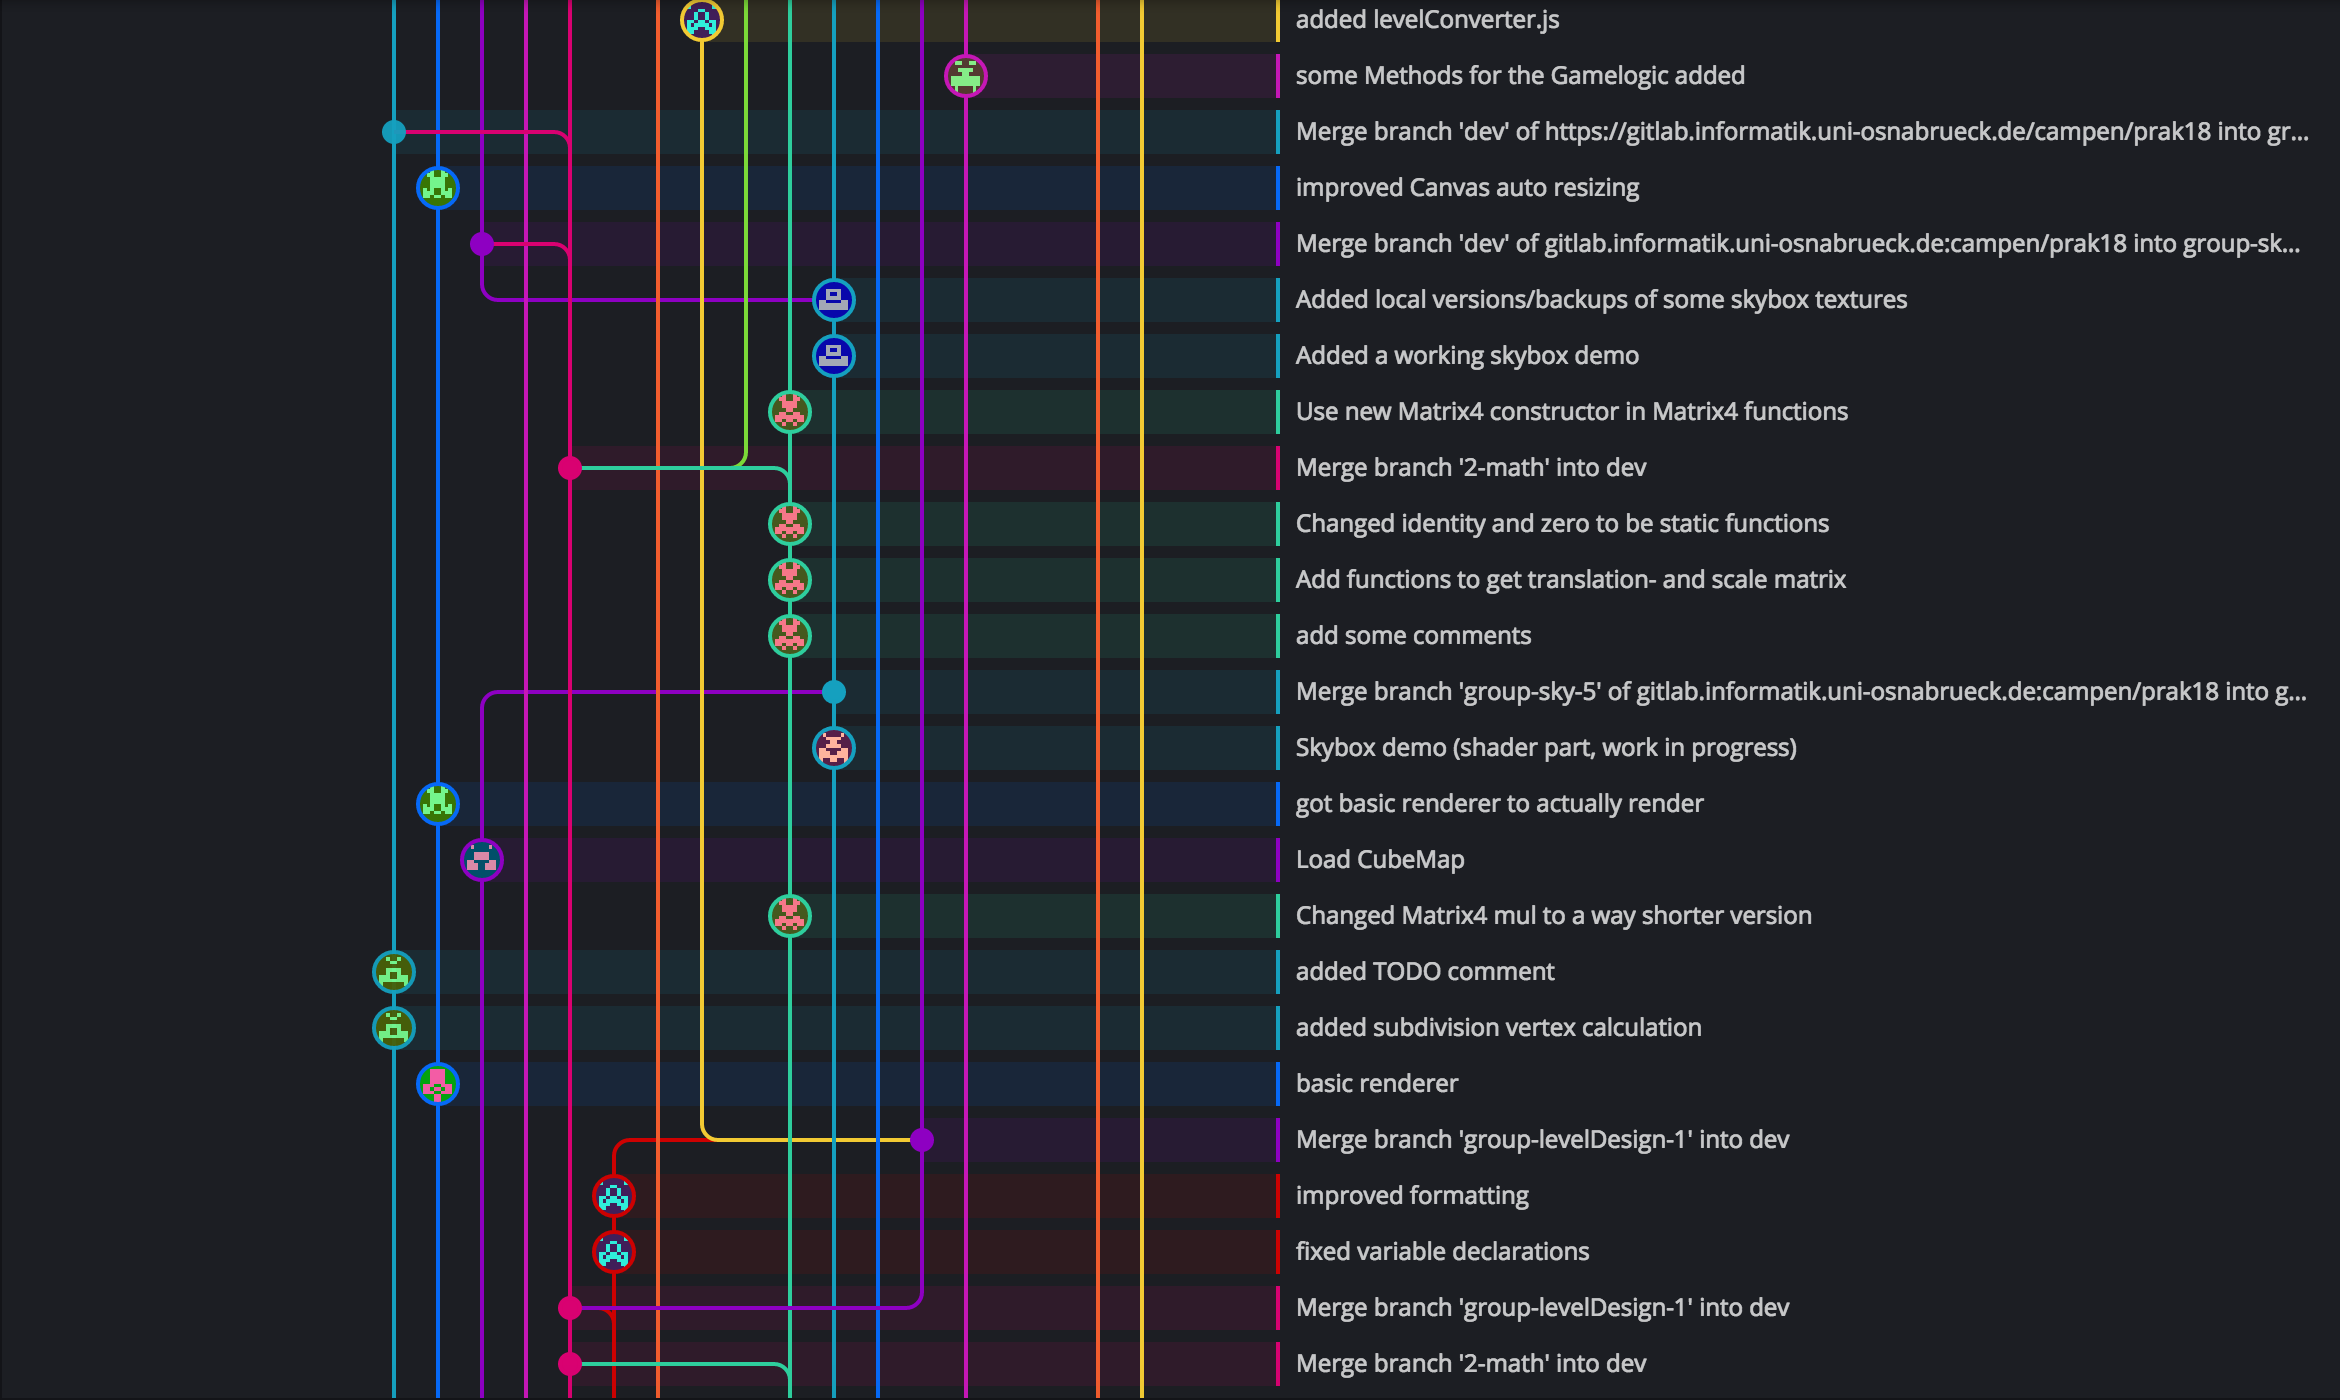 added levelConverter.js
some Methods for the Gamelogic added
Merge branch 'dev' of https://gitlab.informatik.uni-osnabrueck.de/campen/prak18 into gr...
improved Canvas auto resizing
Merge branch 'dev' of gitlab.informatik.uni-osnabrueck.de:campen/prak18 into group-sk...
Added local versions/backups of some skybox textures
Added a working skybox demo
Use new Matrix4 constructor in Matrix4 functions
Merge branch '2-math' into dev
Changed identity and zero to be static functions
Add functions to get translation- and scale matrix
add some comments
Merge branch 'group-sky-5' of gitlab.informatik.uni-osnabrueck.de:campen/prak18 into g...
Skybox demo (shader part, work in progress)
got basic renderer to actually render
Load CubeMap
Changed Matrix4 mul to a way shorter version
added TODO comment
added subdivision vertex calculation
basic renderer
Merge branch 'group-levelDesign-1' into dev
improved formatting
fixed variable declarations
Merge branch 'group-levelDesign-1' into dev
Merge branch '2-math' into dev